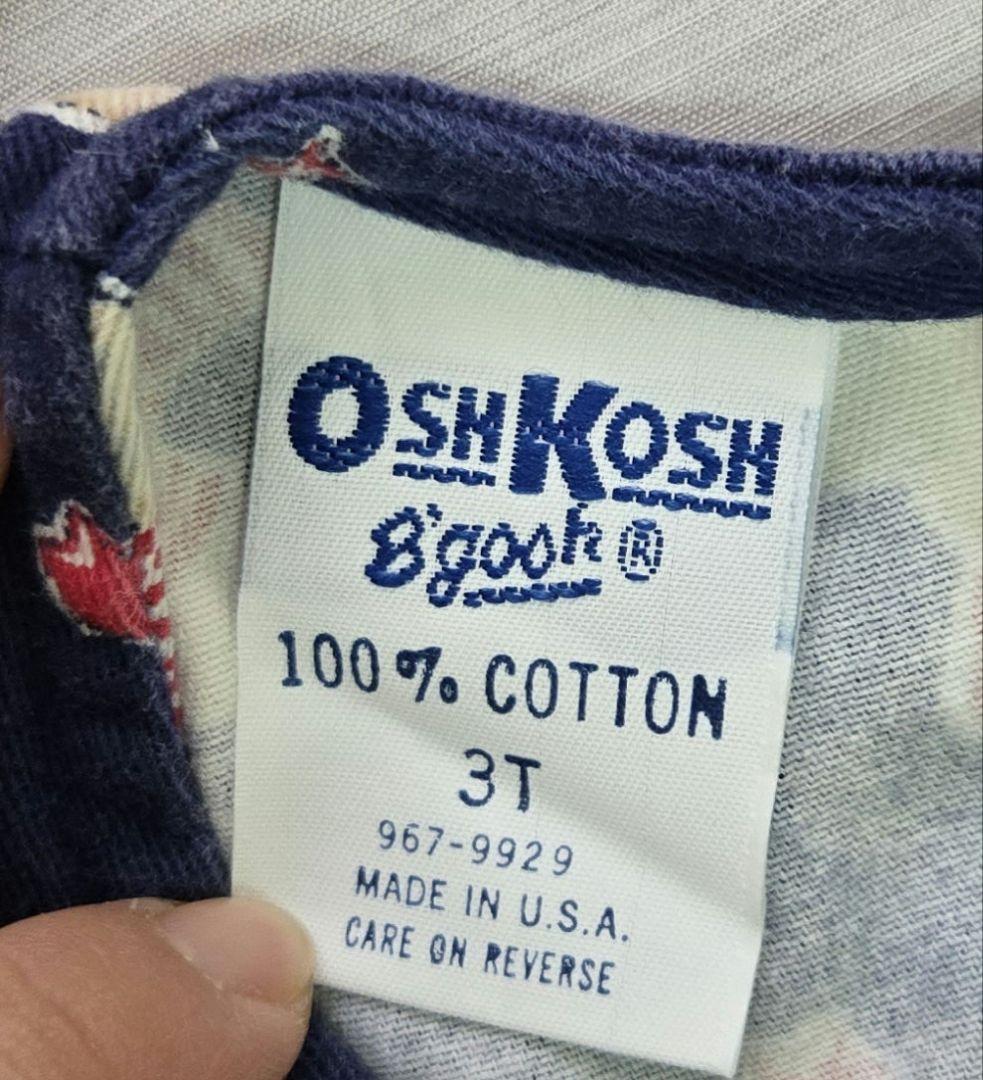 OSHKOSH
B'gosh ®
100% COTTON
3T
967-9929
MADE IN U.S.A.
CARE ON REVERSE